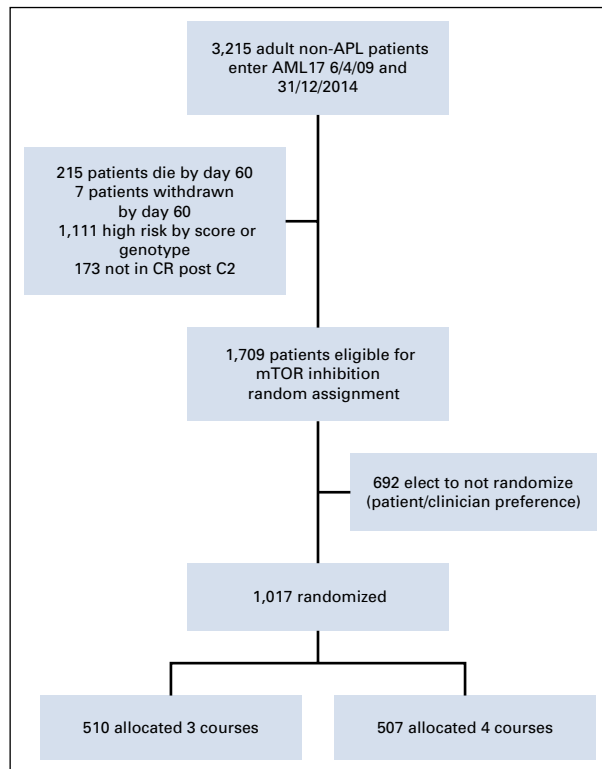 3,215 adult non-APL patients
enter AML17 6/4/09 and
31/12/2014
215 patients die by day 60
7 patients withdrawn
by day 60
1,111 high risk by score or
genotype
173 not in CR post C2
1,709 patients eligible for
mTOR inhibition
random assignment
692 elect to not randomize
(patient/clinician preference)
1,017 randomized
510 allocated 3 courses
507 allocated 4 courses